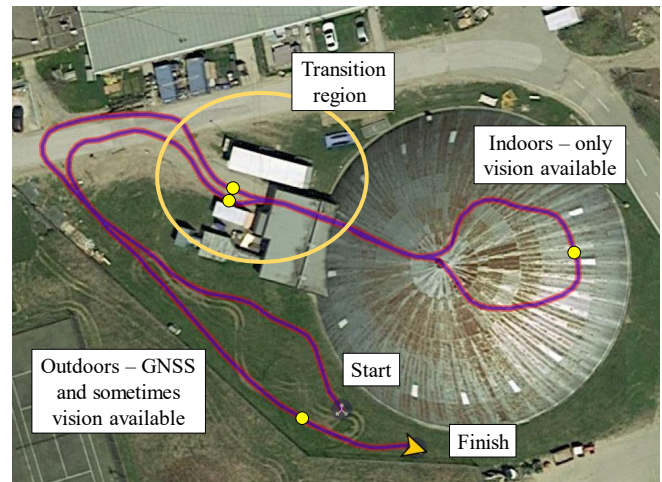 Transition
region
Indoors – only
vision available
Outdoors – GNSS
and sometimes
vision available
Start
Finish